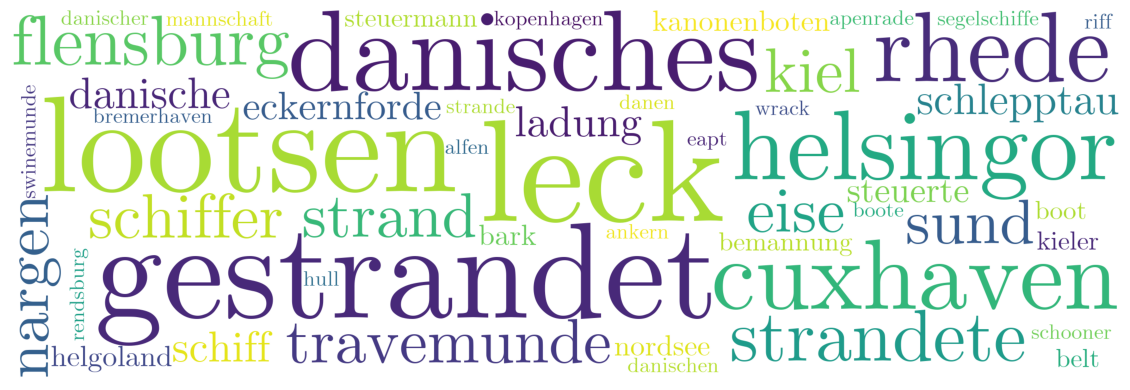 danischer mannschaft steuermann kopenhagen kanonenboten apenrade segelschiffe riff
flensburg danisches kiel rhede
danische eckernforde strande danen wrack schlepptau
swinemunde bremerhaven ladung
lootsen alfen leck eapt helsingor
schiffer strand eise steuerte boote sund boot
nargen bark ankern bemannung kieler
rendsburg gestrandet hull cuxhaven
helgoland schiff travemunde nordsee strandete schooner
danischen belt